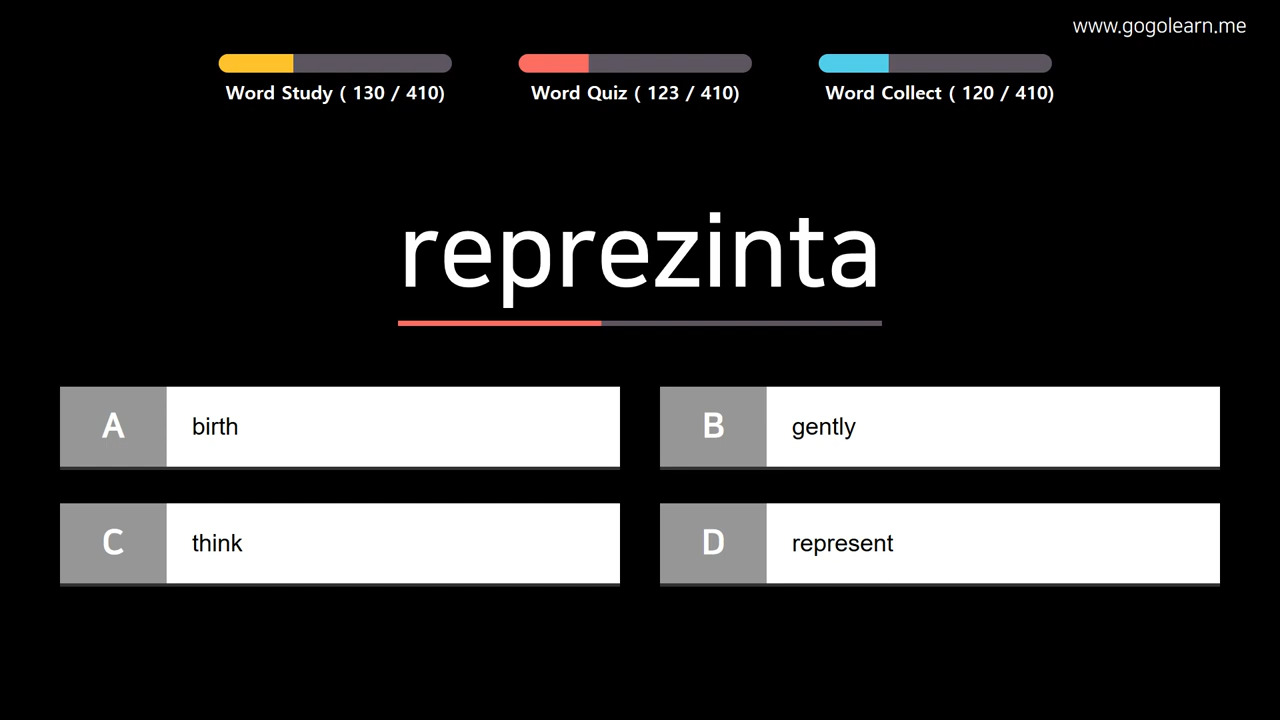 www.gogolearn.me
Word Study ( 130 / 410)
Word Quiz ( 123 / 410)
Word Collect ( 120 / 410)
reprezinta
A birth
B gently
C think
D represent